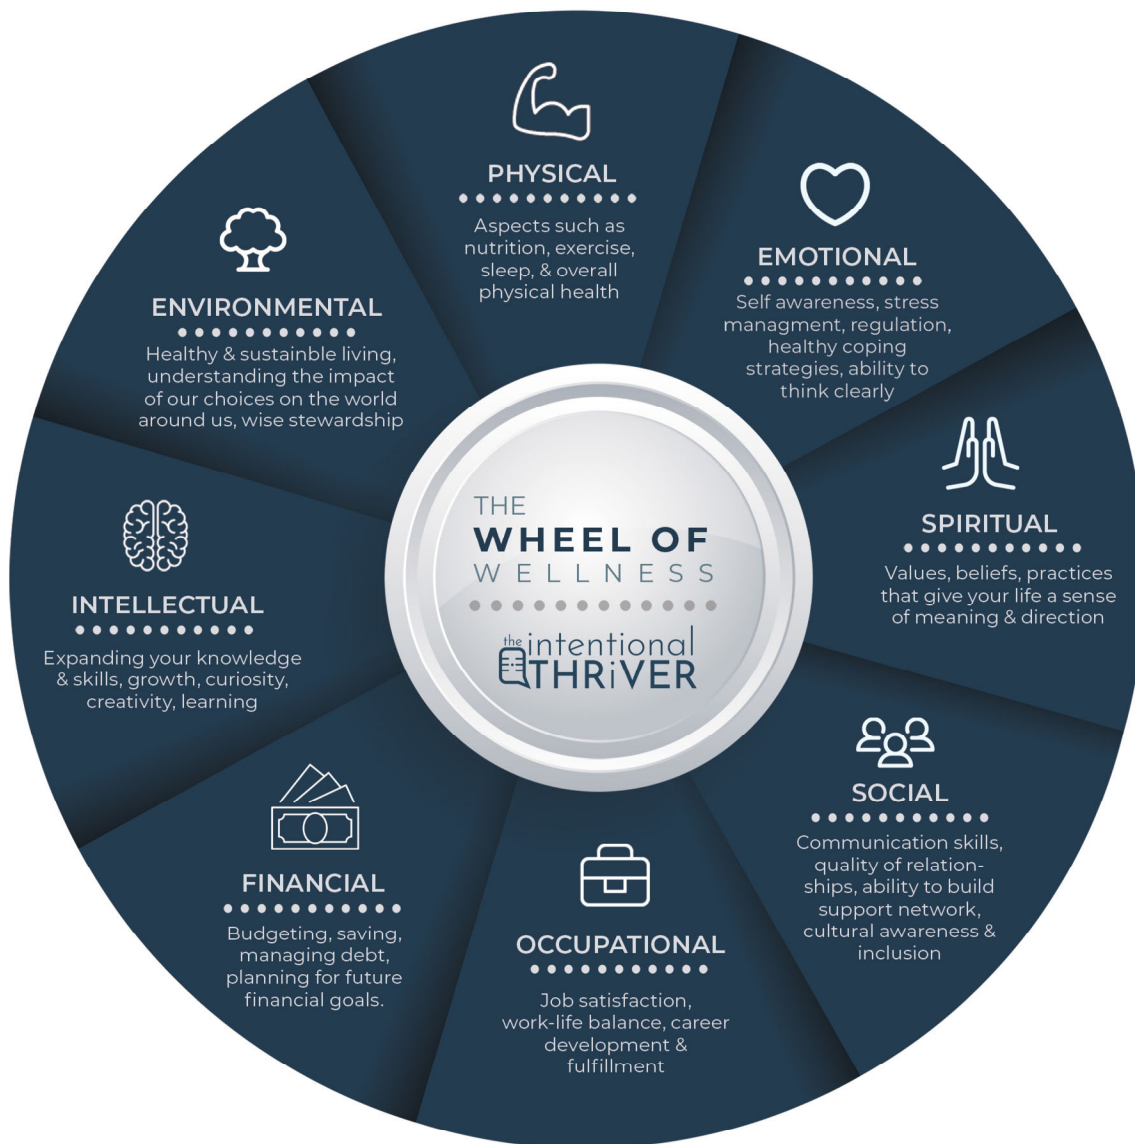 PHYSICAL
Aspects such as
nutrition, exercise,
sleep, & overall
physical health
EMOTIONAL
Self awareness, stress
managment, regulation,
healthy coping
strategies, ability to
think clearly
SPIRITUAL
Values, beliefs, practices
that give your life a sense
of meaning & direction
SOCIAL
Communication skills,
quality of relation-
ships, ability to build
support network,
cultural awareness &
inclusion
OCCUPATIONAL
Job satisfaction,
work-life balance, career
development &
fulfillment
FINANCIAL
Budgeting, saving,
managing debt,
planning for future
financial goals.
INTELLECTUAL
Expanding your knowledge
& skills, growth, curiosity,
creativity, learning
ENVIRONMENTAL
Healthy & sustainble living,
understanding the impact
of our choices on the world
around us, wise stewardship
THE
WHEEL OF
WELLNESS
the intentional
THRiVER